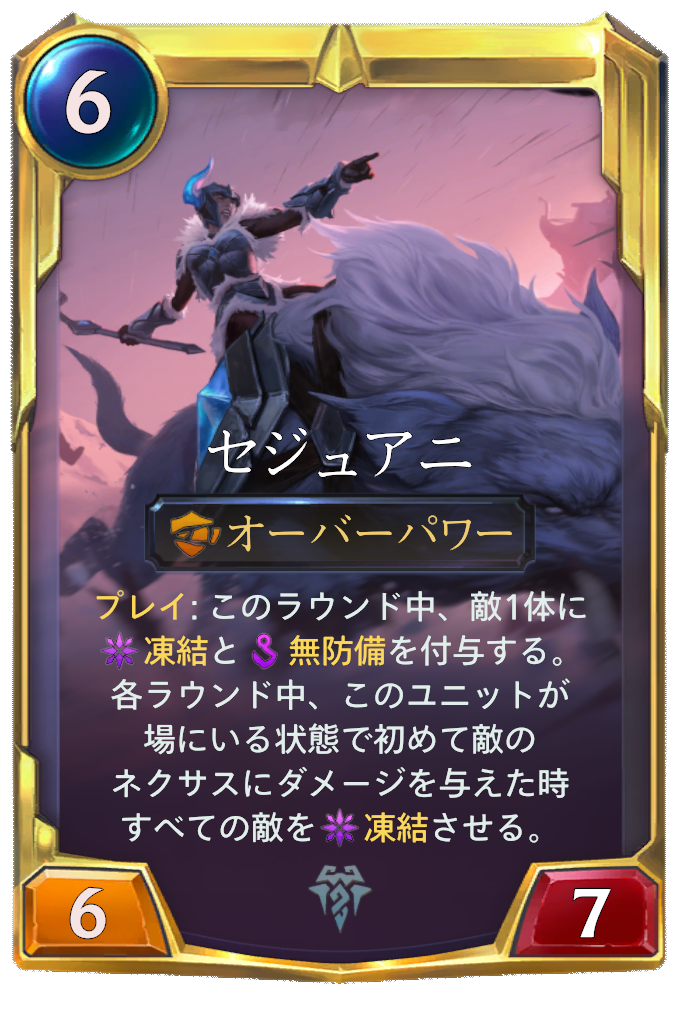 6
セジュアニ
オーバーパワー
プレイ: このラウンド中、敵1体に
凍結と 無防備を付与する。
各ラウンド中、このユニットが
場にいる状態で初めて敵の
ネクサスにダメージを与えた時
すべての敵を 凍結させる。
6
7